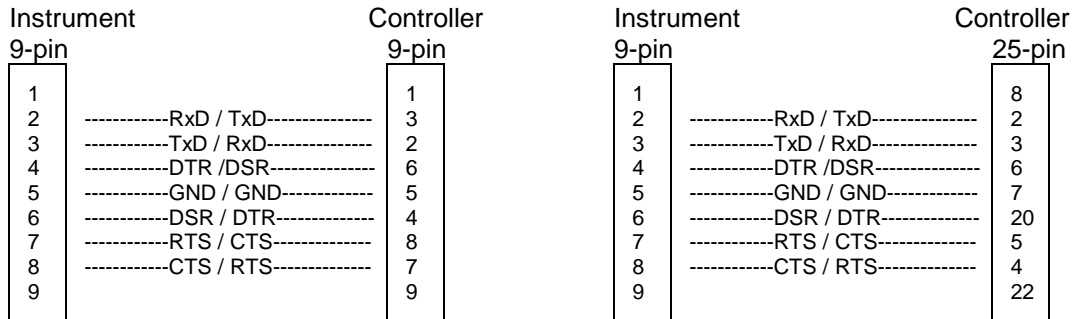 Instrument Controller Instrument Controller
9-pin 9-pin 9-pin 25-pin
1 1 1 8
2 -------------RxD / TxD---------------- 3 2 -------------RxD / TxD---------------- 2
3 -------------TxD / RxD---------------- 2 3 -------------TxD / RxD---------------- 3
4 -------------DTR /DSR---------------- 6 4 -------------DTR /DSR---------------- 6
5 -------------GND / GND-------------- 5 5 -------------GND / GND-------------- 7
6 -------------DSR / DTR--------------- 4 6 -------------DSR / DTR--------------- 20
7 -------------RTS / CTS--------------- 8 7 -------------RTS / CTS--------------- 5
8 -------------CTS / RTS--------------- 7 8 -------------CTS / RTS--------------- 4
9 9 9 22